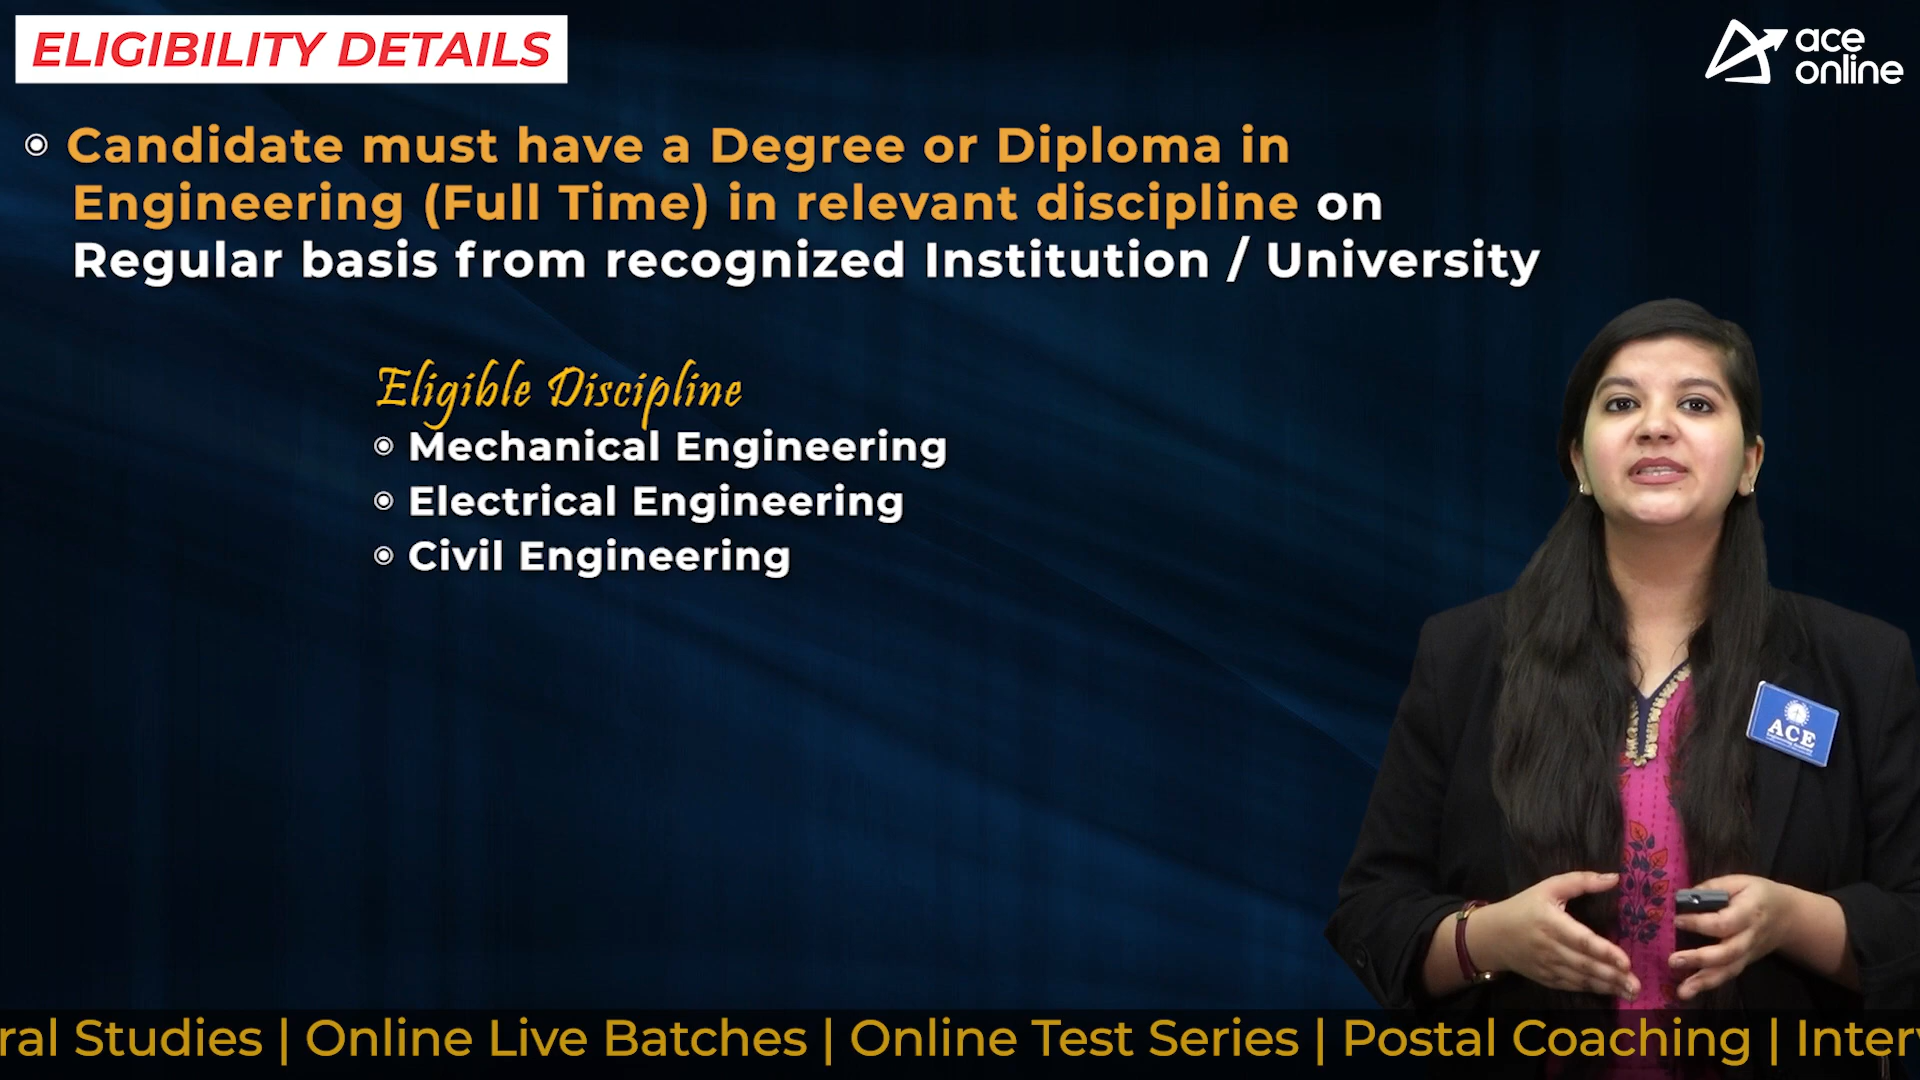 ELIGIBILITY DETAILS
ace
online
Candidate must have a Degree or Diploma in
Engineering (Full Time) in relevant discipline on
Regular basis from recognized Institution / University
Eligible Discipline
Mechanical Engineering
Electrical Engineering
Civil Engineering
ACE
ral Studies | Online Live Batches | Online Test Series | Postal Coaching | Interv